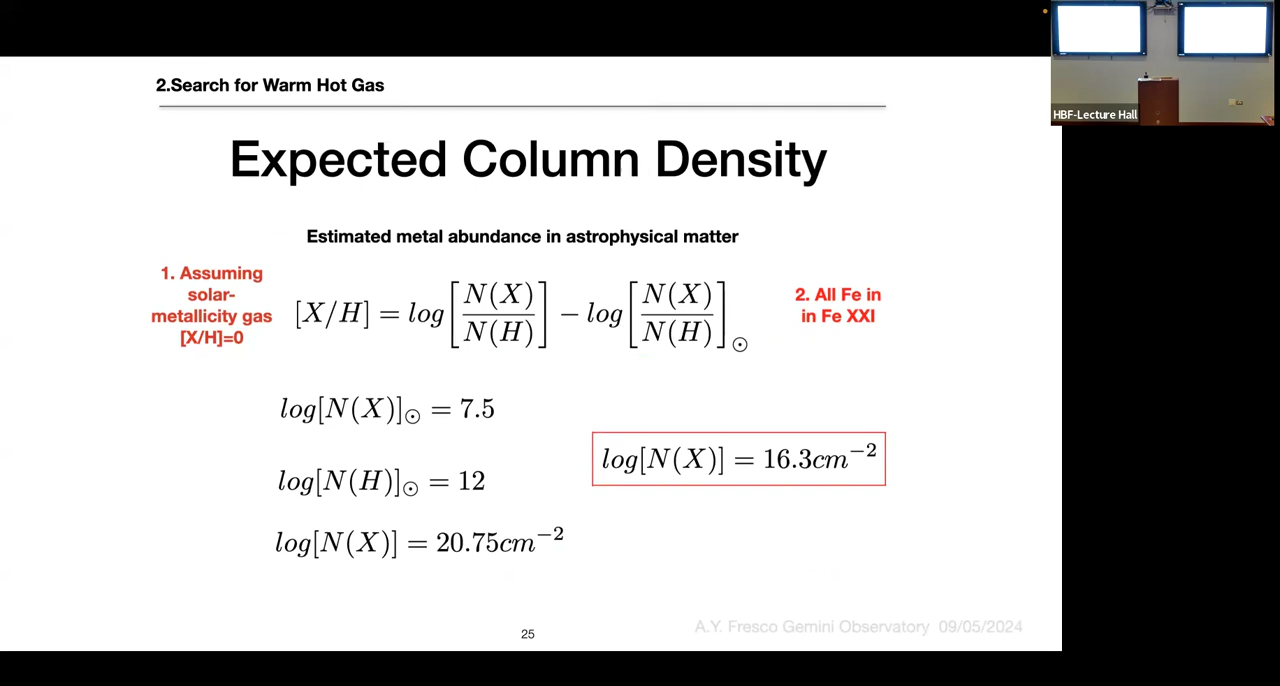 2.Search for Warm Hot Gas
HBF-Lecture Hall
Expected Column Density
Estimated metal abundance in astrophysical matter
1. Assuming
solar-
metallicity gas
[X/H]=0
[X/H] = log[N(X)/N(H)] − log[N(X)/N(H)]⊙
2. All Fe in
in Fe XXI
log[N(X)]⊙ = 7.5
log[N(X)] = 16.3cm⁻²
log[N(H)]⊙ = 12
log[N(X)] = 20.75cm⁻²
25
A.Y. Fresco Gemini Observatory 09/05/2024